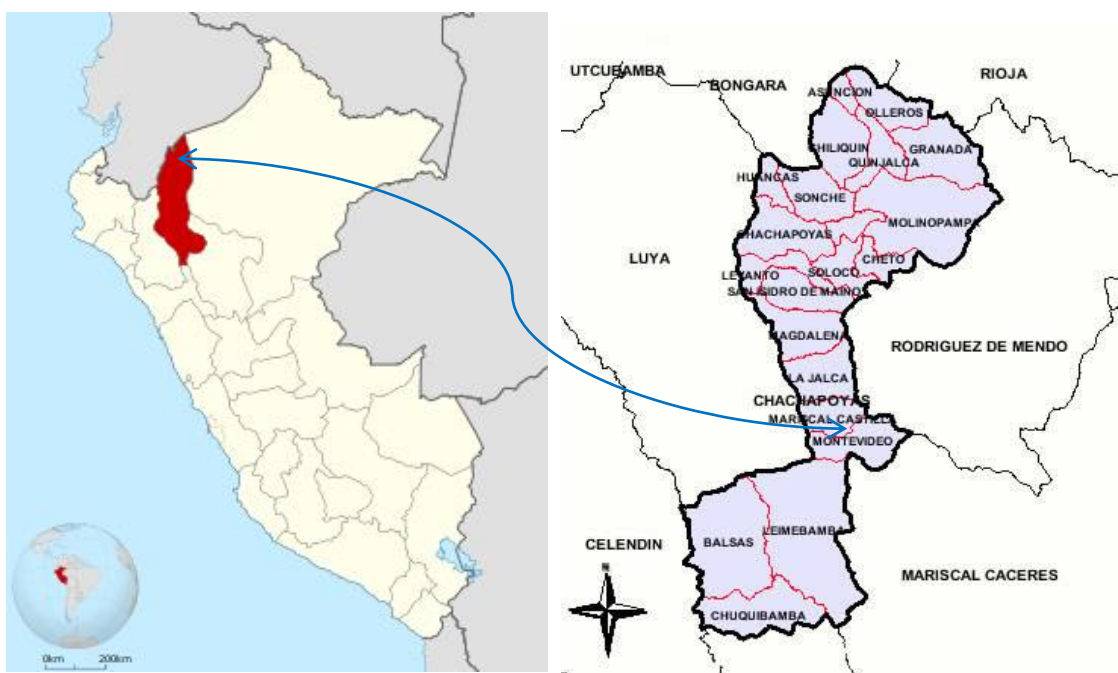 0km 200km
UTCUBAMBA
BONGARA
RIOJA
ASUNCION
OLLEROS
CHILIQUIN
GRANADA
QUINJALCA
HUANCAS
SONCHE
MOLINOPAMPA
CHACHAPOYAS
CHETO
LUYA
SOLOCO
LEVANTO
SAN ISIDRO DE MAINO
MAGDALENA
RODRIGUEZ DE MENDO
LA JALCA
CHACHAPOYAS
MARISCAL CASTILL
MONTEVIDEO
LEIMEBAMBA
CELENDIN
BALSAS
N
MARISCAL CACERES
CHUQUIBAMBA